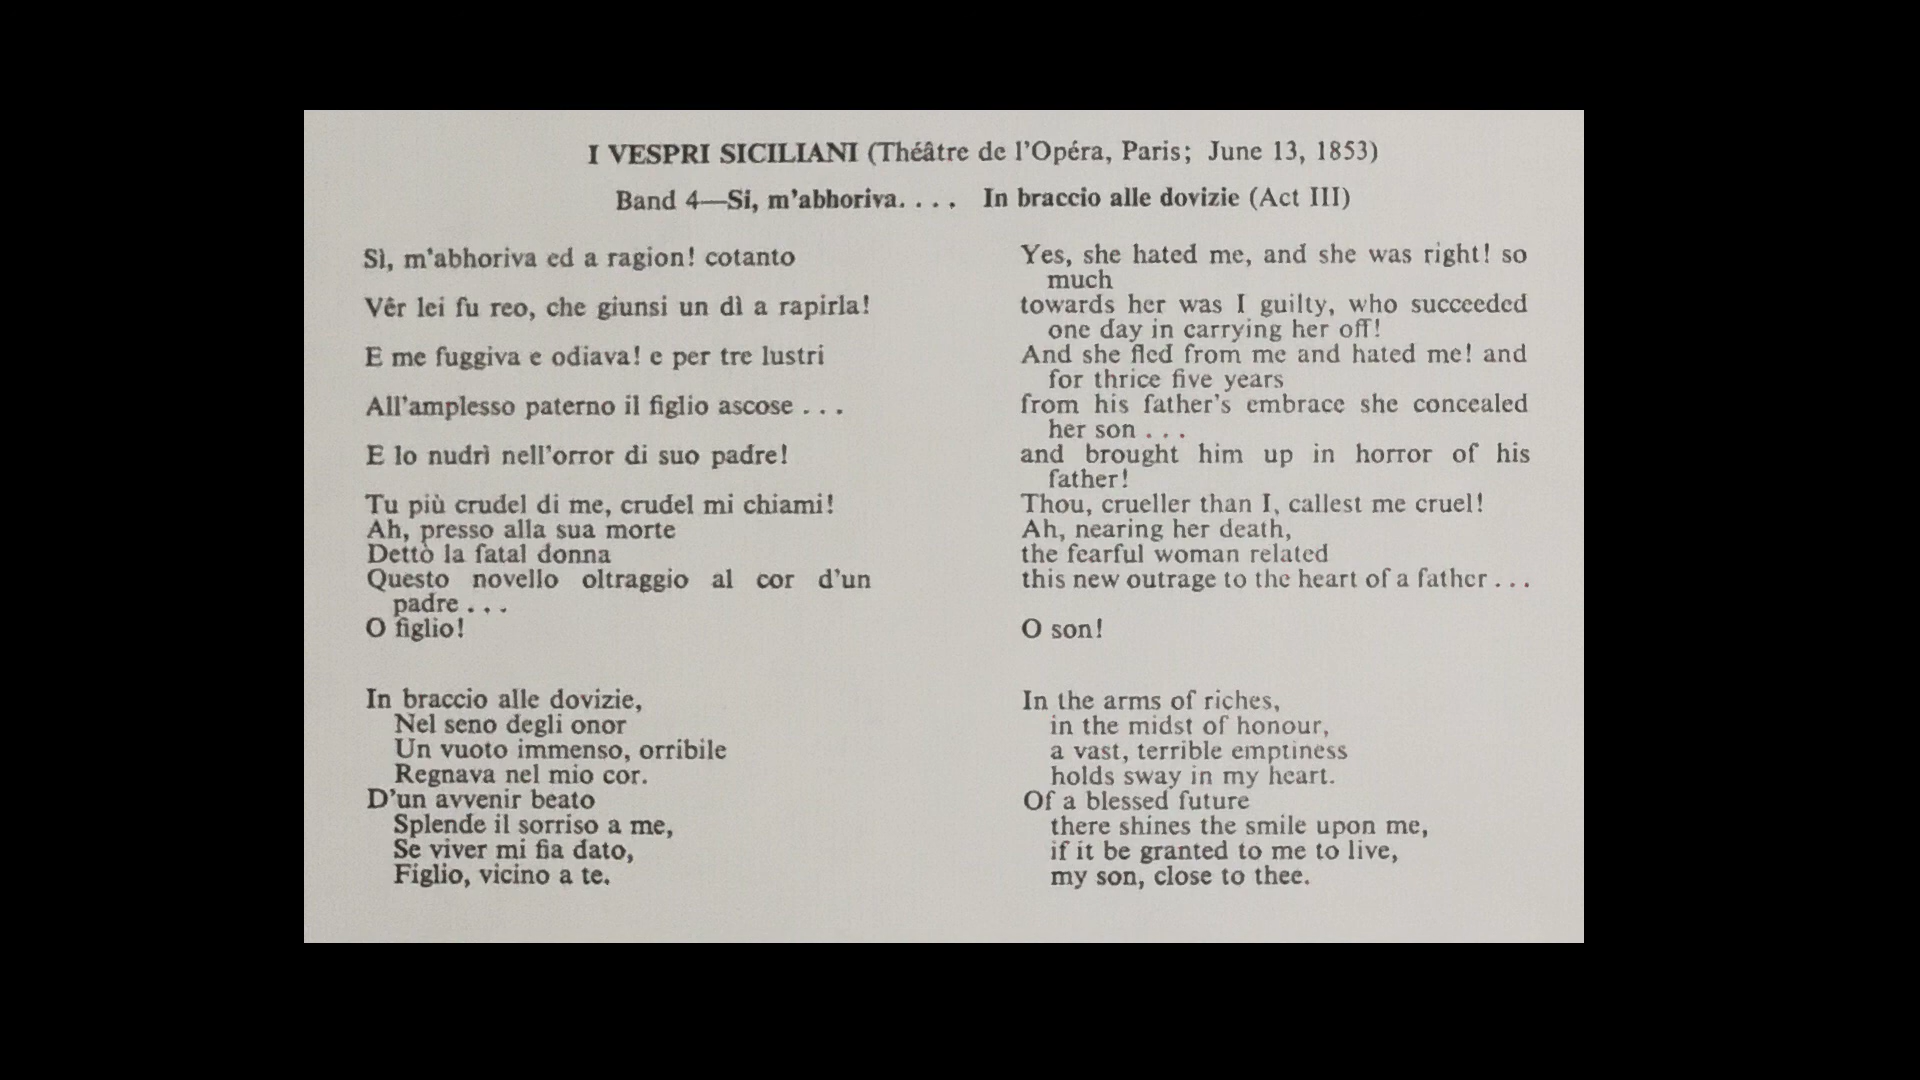 I VESPRI SICILIANI (Théâtre de l'Opéra, Paris; June 13, 1853)
Band 4—Si, m'abhoriva. . . . In braccio alle dovizie (Act III)
Sì, m'abhoriva ed a ragion! cotanto
Vêr lei fu reo, che giunsi un dì a rapirla!
E me fuggiva e odiava! e per tre lustri
All'amplesso paterno il figlio ascose . . .
E lo nudrì nell'orror di suo padre!
Tu più crudel di me, crudel mi chiami!
Ah, presso alla sua morte
Dettò la fatal donna
Questo novello oltraggio al cor d'un
padre . . .
O figlio!
In braccio alle dovizie,
Nel seno degli onor
Un vuoto immenso, orribile
Regnava nel mio cor.
D'un avvenir beato
Splende il sorriso a me,
Se viver mi fia dato,
Figlio, vicino a te.
Yes, she hated me, and she was right! so
much
towards her was I guilty, who succeeded
one day in carrying her off!
And she fled from me and hated me! and
for thrice five years
from his father's embrace she concealed
her son . . .
and brought him up in horror of his
father!
Thou, crueller than I, callest me cruel!
Ah, nearing her death,
the fearful woman related
this new outrage to the heart of a father . . .
O son!
In the arms of riches,
in the midst of honour,
a vast, terrible emptiness
holds sway in my heart.
Of a blessed future
there shines the smile upon me,
if it be granted to me to live,
my son, close to thee.